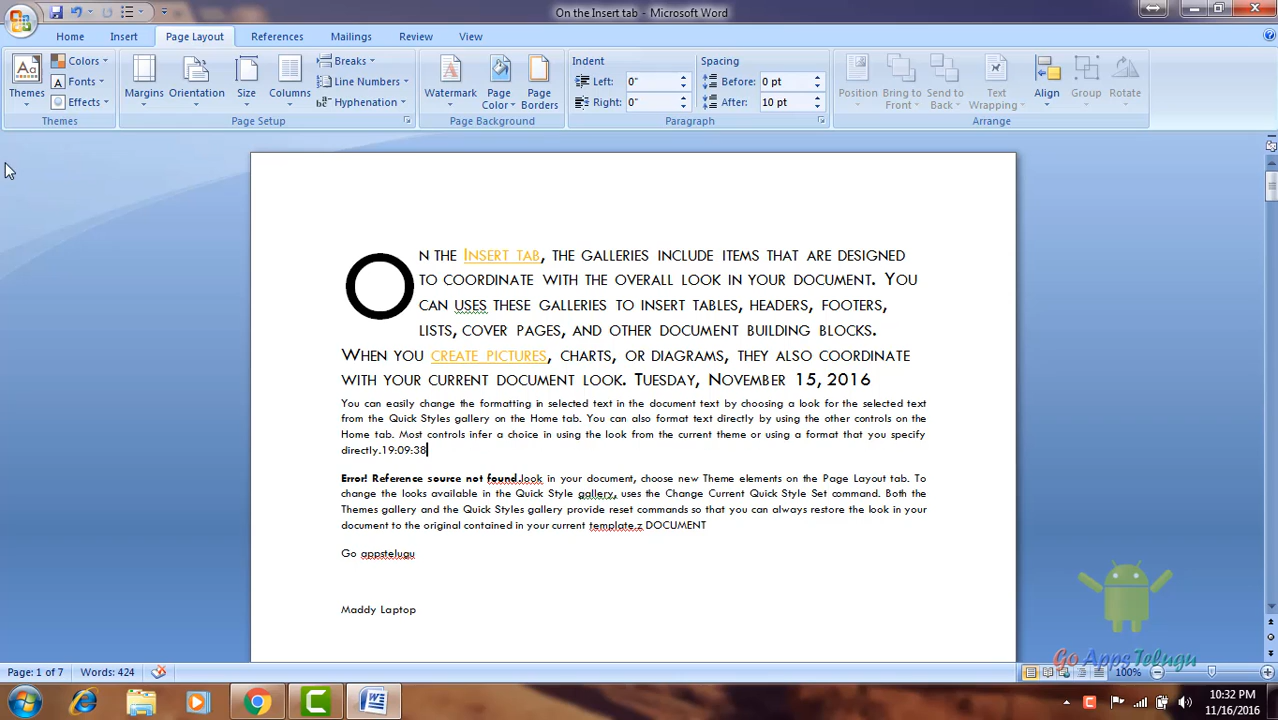 On the Insert tab - Microsoft Word
Home Insert Page Layout References Mailings Review View
Themes
Colors
Fonts
Effects
Themes
Margins Orientation Size Columns
Breaks
Line Numbers
Hyphenation
Page Setup
Watermark Page Color Page Borders
Page Background
Indent
Left: 0"
Right: 0"
Spacing
Before: 0 pt
After: 10 pt
Paragraph
Position Bring to Front Send to Back Text Wrapping Align Group Rotate
Arrange
ON THE INSERT TAB, THE GALLERIES INCLUDE ITEMS THAT ARE DESIGNED
TO COORDINATE WITH THE OVERALL LOOK IN YOUR DOCUMENT. YOU
CAN USES THESE GALLERIES TO INSERT TABLES, HEADERS, FOOTERS,
LISTS, COVER PAGES, AND OTHER DOCUMENT BUILDING BLOCKS.
WHEN YOU CREATE PICTURES, CHARTS, OR DIAGRAMS, THEY ALSO COORDINATE
WITH YOUR CURRENT DOCUMENT LOOK. TUESDAY, NOVEMBER 15, 2016
You can easily change the formatting in selected text in the document text by choosing a look for the selected text
from the Quick Styles gallery on the Home tab. You can also format text directly by using the other controls on the
Home tab. Most controls infer a choice in using the look from the current theme or using a format that you specify
directly.19:09:38
Error! Reference source not found.look in your document, choose new Theme elements on the Page Layout tab. To
change the looks available in the Quick Style gallery, uses the Change Current Quick Style Set command. Both the
Themes gallery and the Quick Styles gallery provide reset commands so that you can always restore the look in your
document to the original contained in your current template.z DOCUMENT
Go appstelugu
Maddy Laptop
Go Apps Telugu
Page: 1 of 7 Words: 424 100%
10:32 PM
11/16/2016